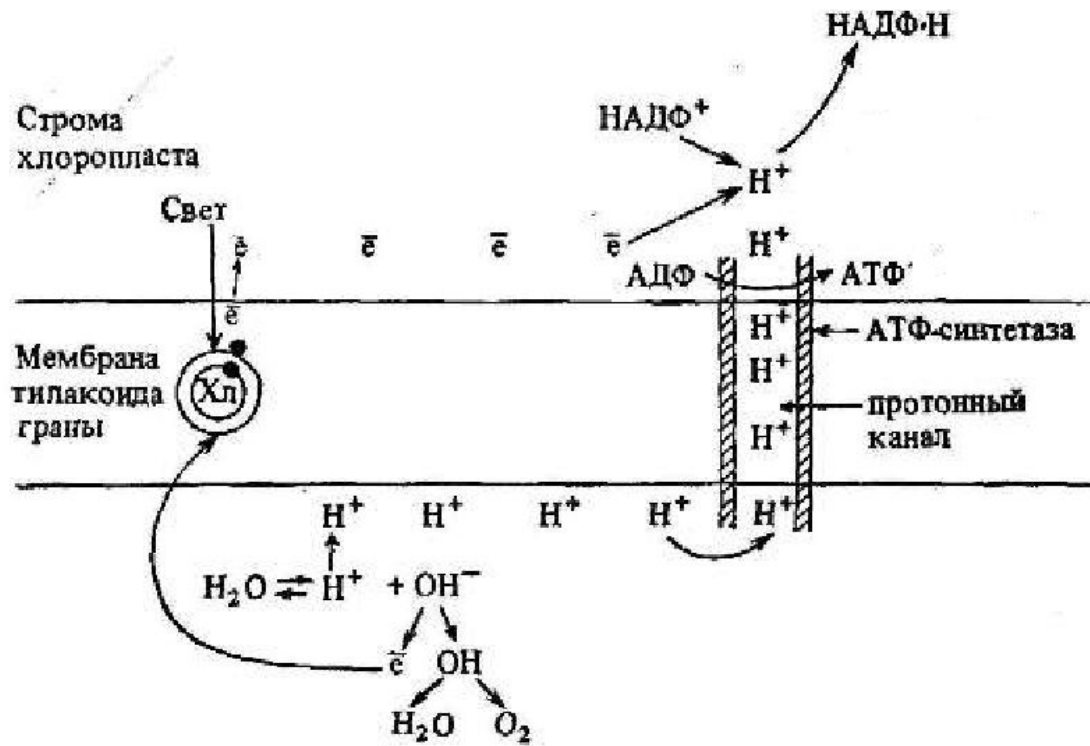 НАДФ·Н
НАДФ⁺
Строма
хлоропласта
H⁺
Свет
ē ē ē ē H⁺
АДФ АТФ
ē
H⁺ АТФ-синтетаза
Мембрана
тилакоида
граны
Хл
H⁺
протонный
канал
H⁺
H⁺ H⁺ H⁺ H⁺ H⁺
H₂O ⇌ H⁺ + OH⁻
ē OH
H₂O O₂